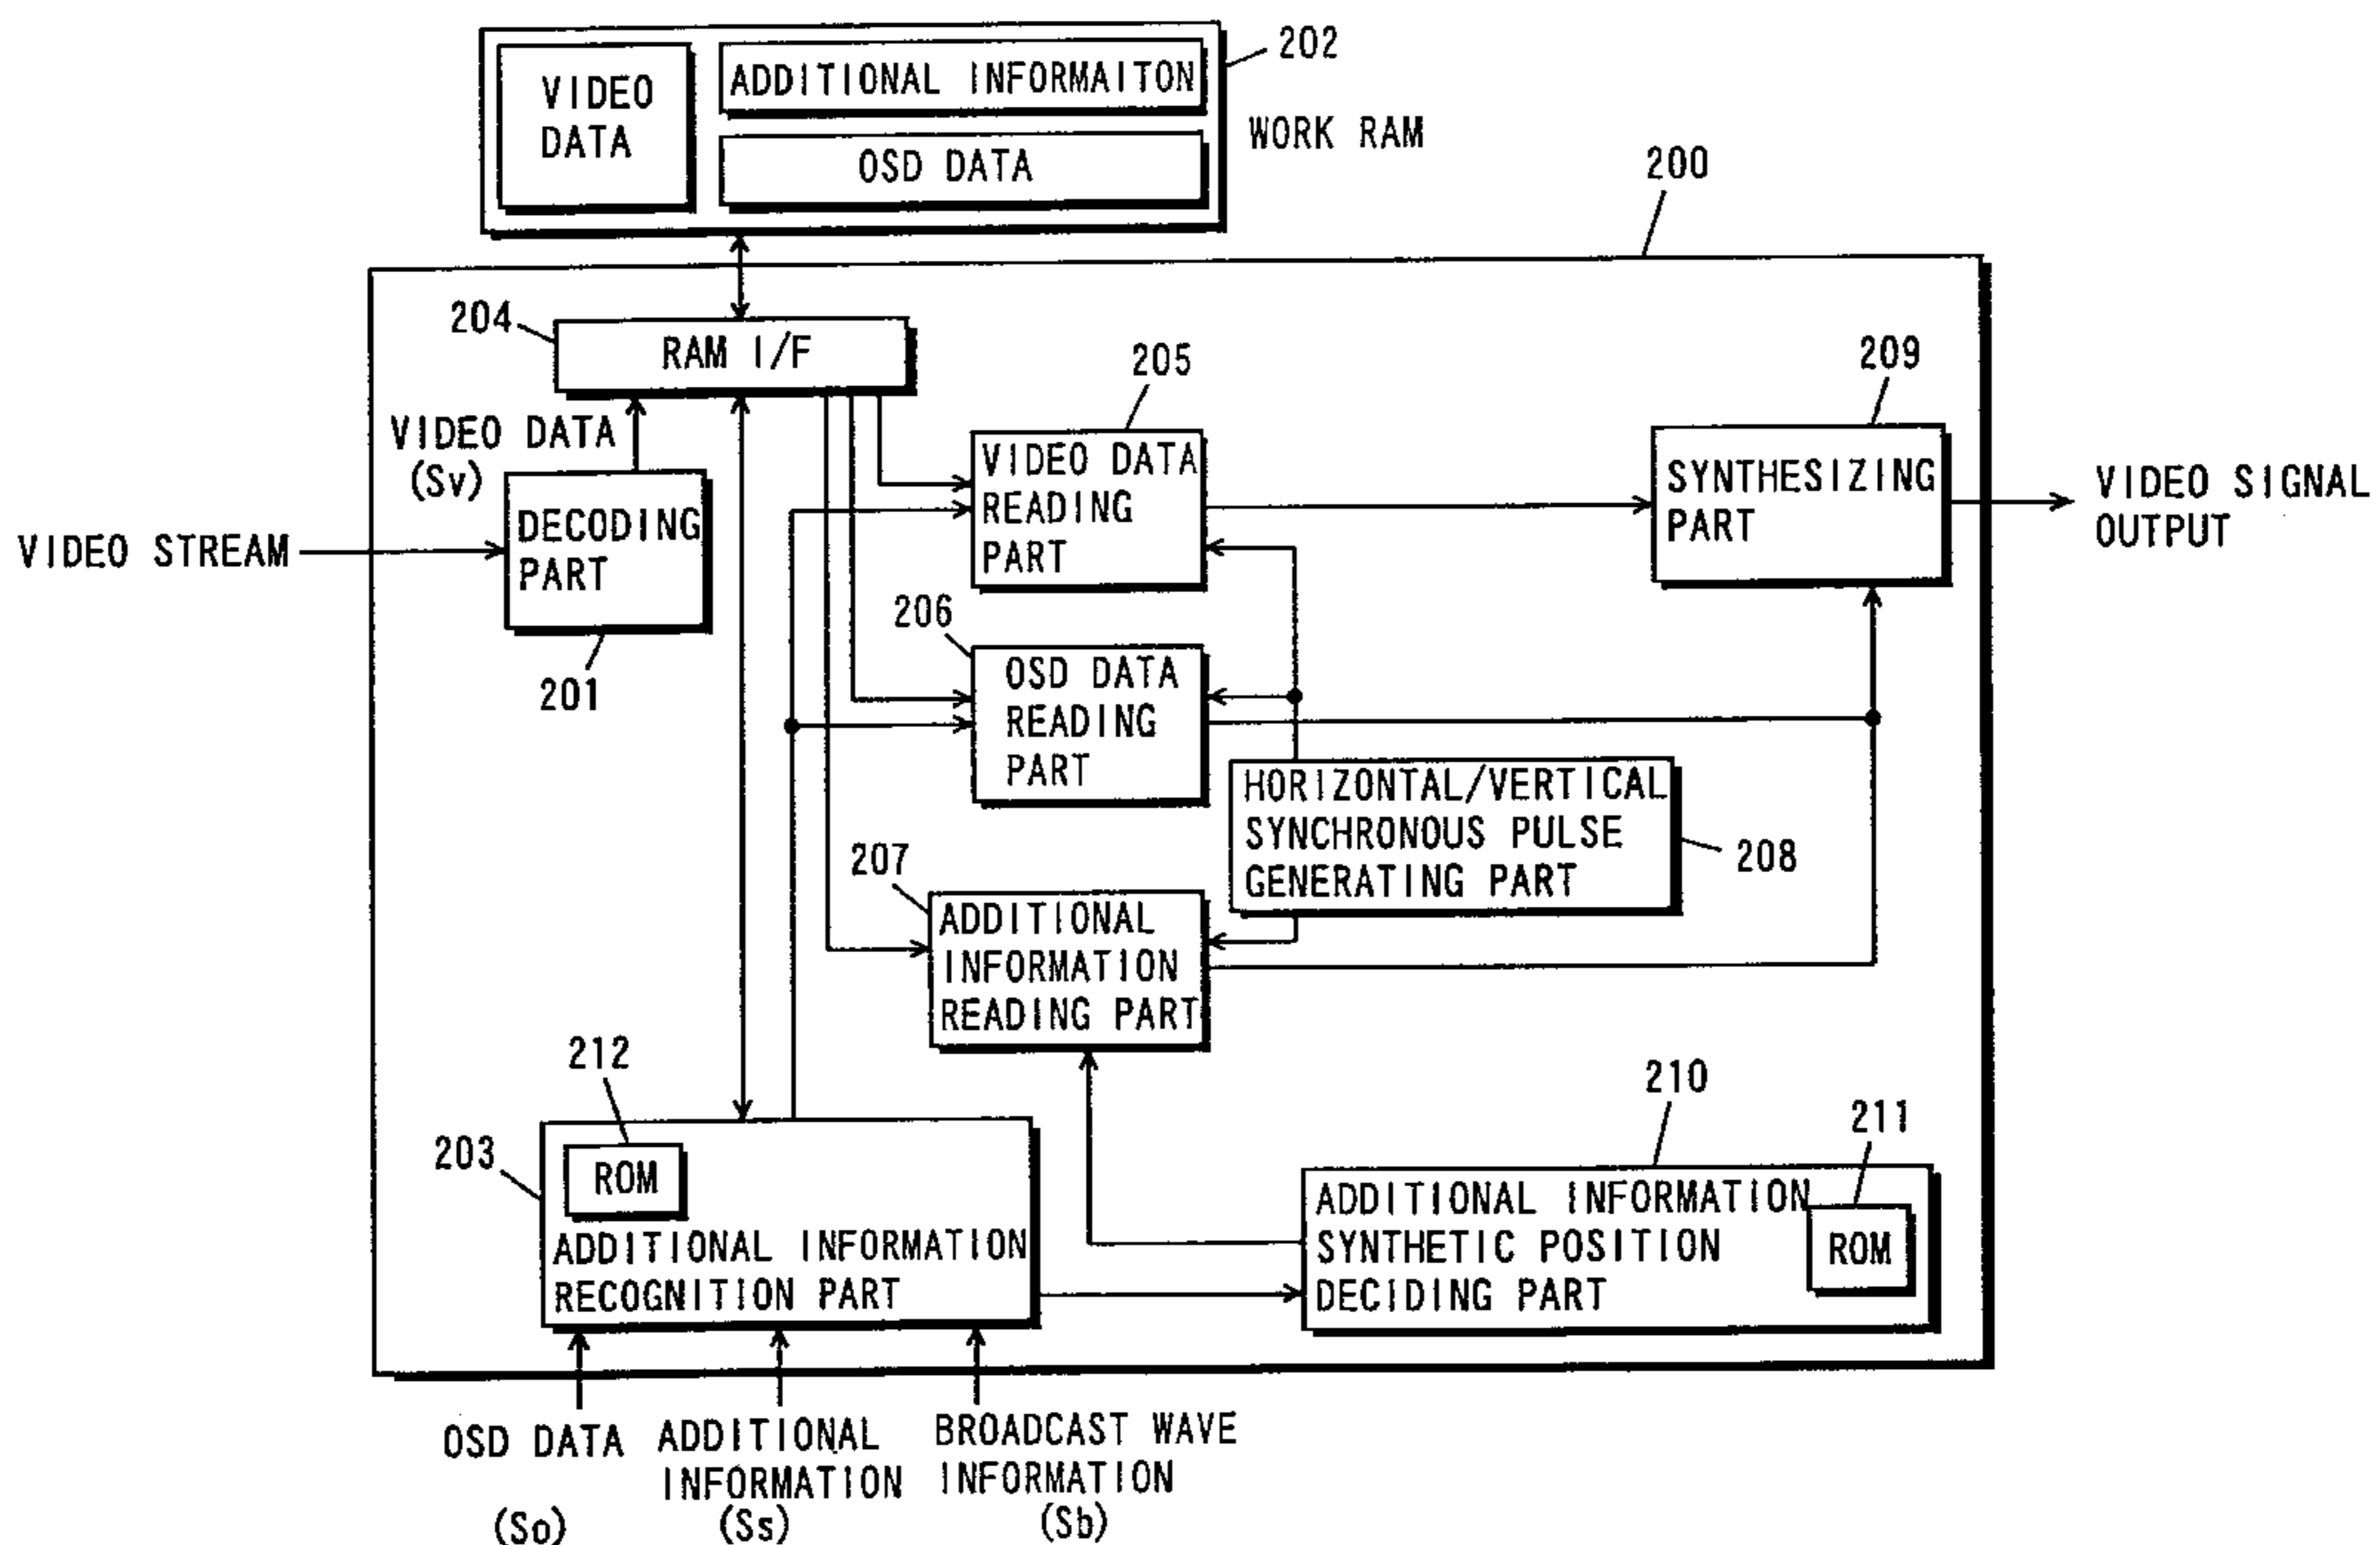 202
VIDEO
DATA
ADDITIONAL INFORMAITON
OSD DATA
WORK RAM
200
204
RAM I/F
205
209
VIDEO DATA
(Sv)
VIDEO DATA
READING
PART
SYNTHESIZING
PART
VIDEO SIGNAL
OUTPUT
VIDEO STREAM
DECODING
PART
201
206
OSD DATA
READING
PART
HORIZONTAL/VERTICAL
SYNCHRONOUS PULSE
GENERATING PART
208
207
ADDITIONAL
INFORMATION
READING PART
212
203
ROM
ADDITIONAL INFORMATION
RECOGNITION PART
210
211
ADDITIONAL INFORMATION
SYNTHETIC POSITION
DECIDING PART
ROM
OSD DATA
(So)
ADDITIONAL
INFORMATION
(Ss)
BROADCAST WAVE
INFORMATION
(Sb)